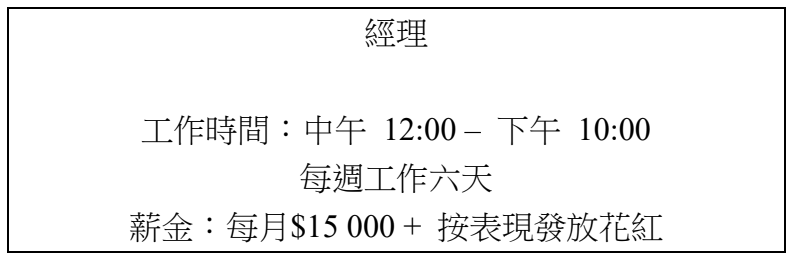 經理
工作時間：中午 12:00 – 下午 10:00
每週工作六天
薪金：每月$15 000 + 按表現發放花紅